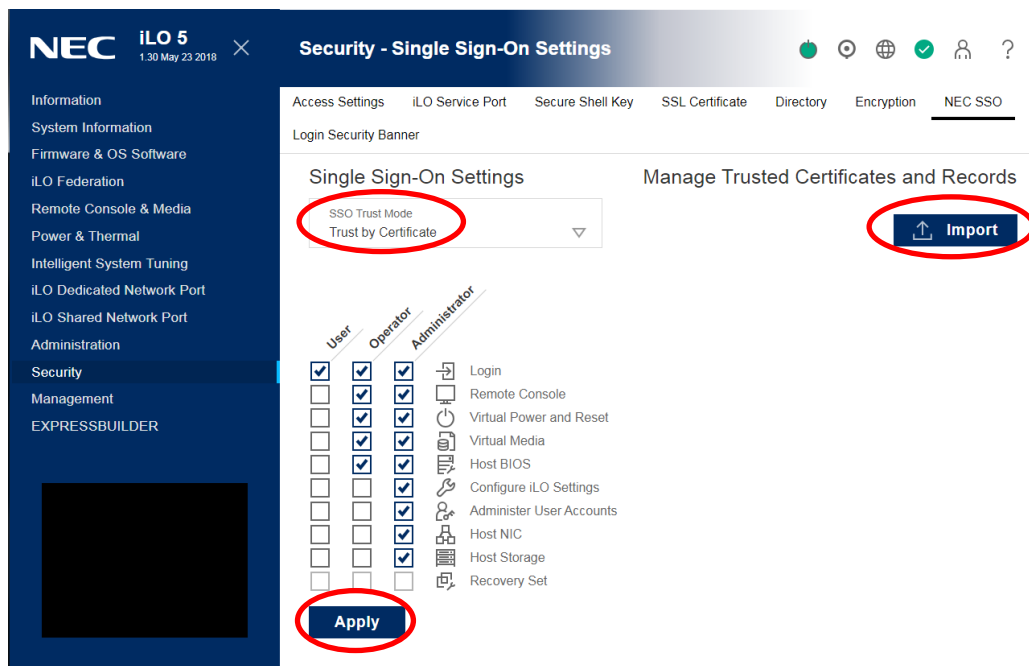 NEC iLO 5
1.30 May 23 2018
Information
System Information
Firmware & OS Software
iLO Federation
Remote Console & Media
Power & Thermal
Intelligent System Tuning
iLO Dedicated Network Port
iLO Shared Network Port
Administration
Security
Management
EXPRESSBUILDER
Security - Single Sign-On Settings
?
Access Settings iLO Service Port Secure Shell Key SSL Certificate Directory Encryption NEC SSO
Login Security Banner
Single Sign-On Settings
SSO Trust Mode
Trust by Certificate
Manage Trusted Certificates and Records
Import
User Operator Administrator
Login
Remote Console
Virtual Power and Reset
Virtual Media
Host BIOS
Configure iLO Settings
Administer User Accounts
Host NIC
Host Storage
Recovery Set
Apply